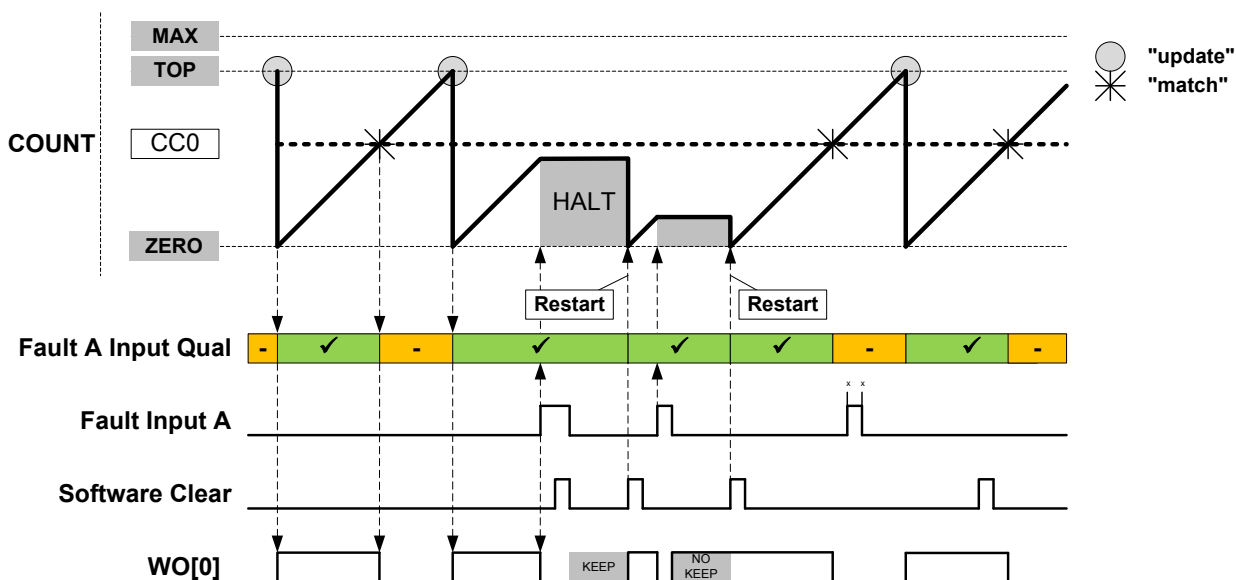 MAX
TOP
"update"
"match"
COUNT
CC0
HALT
ZERO
Restart
Restart
Fault A Input Qual
- ✓ - ✓ ✓ ✓ - ✓ -
x x
Fault Input A
Software Clear
WO[0]
KEEP
NO
KEEP